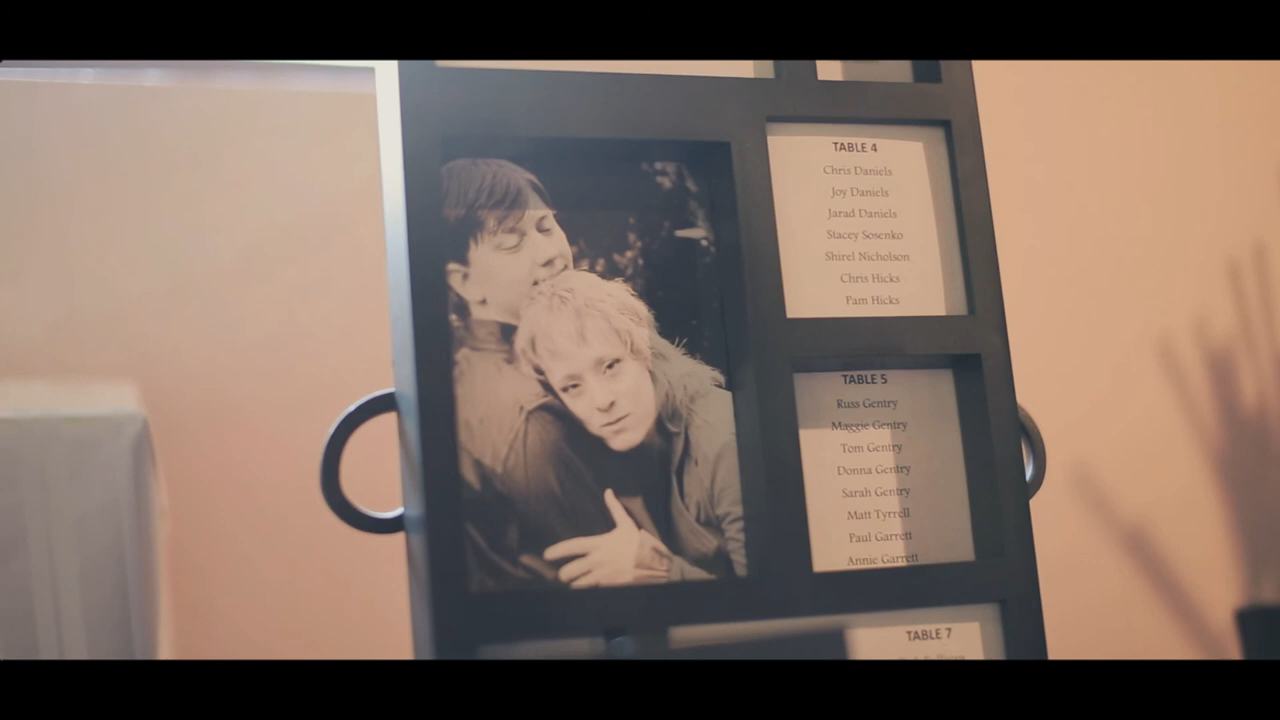 TABLE 4
Chris Daniels
Joy Daniels
Jarad Daniels
Stacey Sosenko
Shirel Nicholson
Chris Hicks
Pam Hicks
TABLE 5
Russ Gentry
Maggie Gentry
Tom Gentry
Donna Gentry
Sarah Gentry
Matt Tyrrell
Paul Garrett
Annie Garrett
TABLE 7